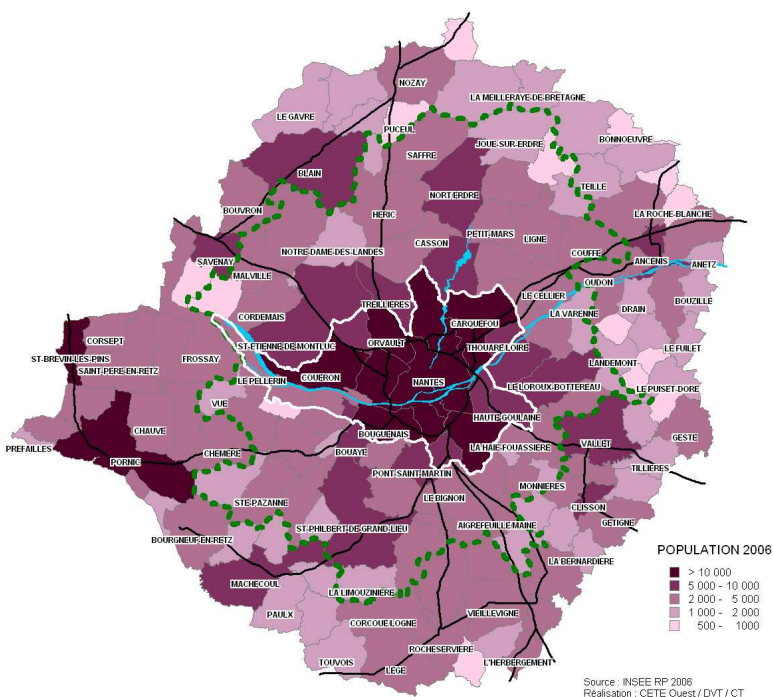 NOZAY
LA MEILLERAYE-DE-BRETAGNE
LE GAVRE
PUCEUL
BONNOEUVRE
JOUE-SUR-ERDRE
SAFFRE
BLAIN
TEILLE
NORT/ERDRE
BOUVRON
HERIC
LA ROCHE-BLANCHE
PETIT-MARS
LIGNE
CASSON
NOTRE-DAME-DES-LANDES
COUFFE
SAVENAY
ANCENIS
ANETZ
MALVILLE
OUDON
LE CELLIER
BOUZILLE
TREILLIERES
DRAIN
CORDEMAIS
LA VARENNE
CARQUEFOU
CORSEPT
ORVAULT
ST-ETIENNE-DE-MONTLUC
THOUARE/LOIRE
LE FUILET
ST-BREVIN-LES-PINS
FROSSAY
LANDEMONT
SAINT-PERE-EN-RETZ
COUËRON
LE PELLERIN
NANTES
LE LOROUX-BOTTEREAU
LE PUISET-DORE
VUE
HAUTE-GOULAINE
CHAUVE
BOUGUENAIS
GESTE
PREFAILLES
CHEMERE
BOUAYE
LA HAIE-FOUASSIERE
VALLET
PORNIC
TILLIÈRES
PONT-SAINT-MARTIN
MONNIERES
LE BIGNON
STE-PAZANNE
CLISSON
ST-PHILBERT-DE-GRAND-LIEU
AIGREFEUILLE/MAINE
GETIGNE
BOURGNEUF-EN-RETZ
POPULATION 2006
> 10 000
LA BERNARDIERE
5 000 - 10 000
MACHECOUL
2 000 - 5 000
LA LIMOUZINIÈRE
1 000 - 2 000
PAULX
VIEILLEVIGNE
500 - 1000
CORCOUE/LOGNE
ROCHESERVIERE
TOUVOIS
L'HERBERGEMENT
LEGE
Source : INSEE RP 2006
Réalisation : CETE Ouest / DVT / CT